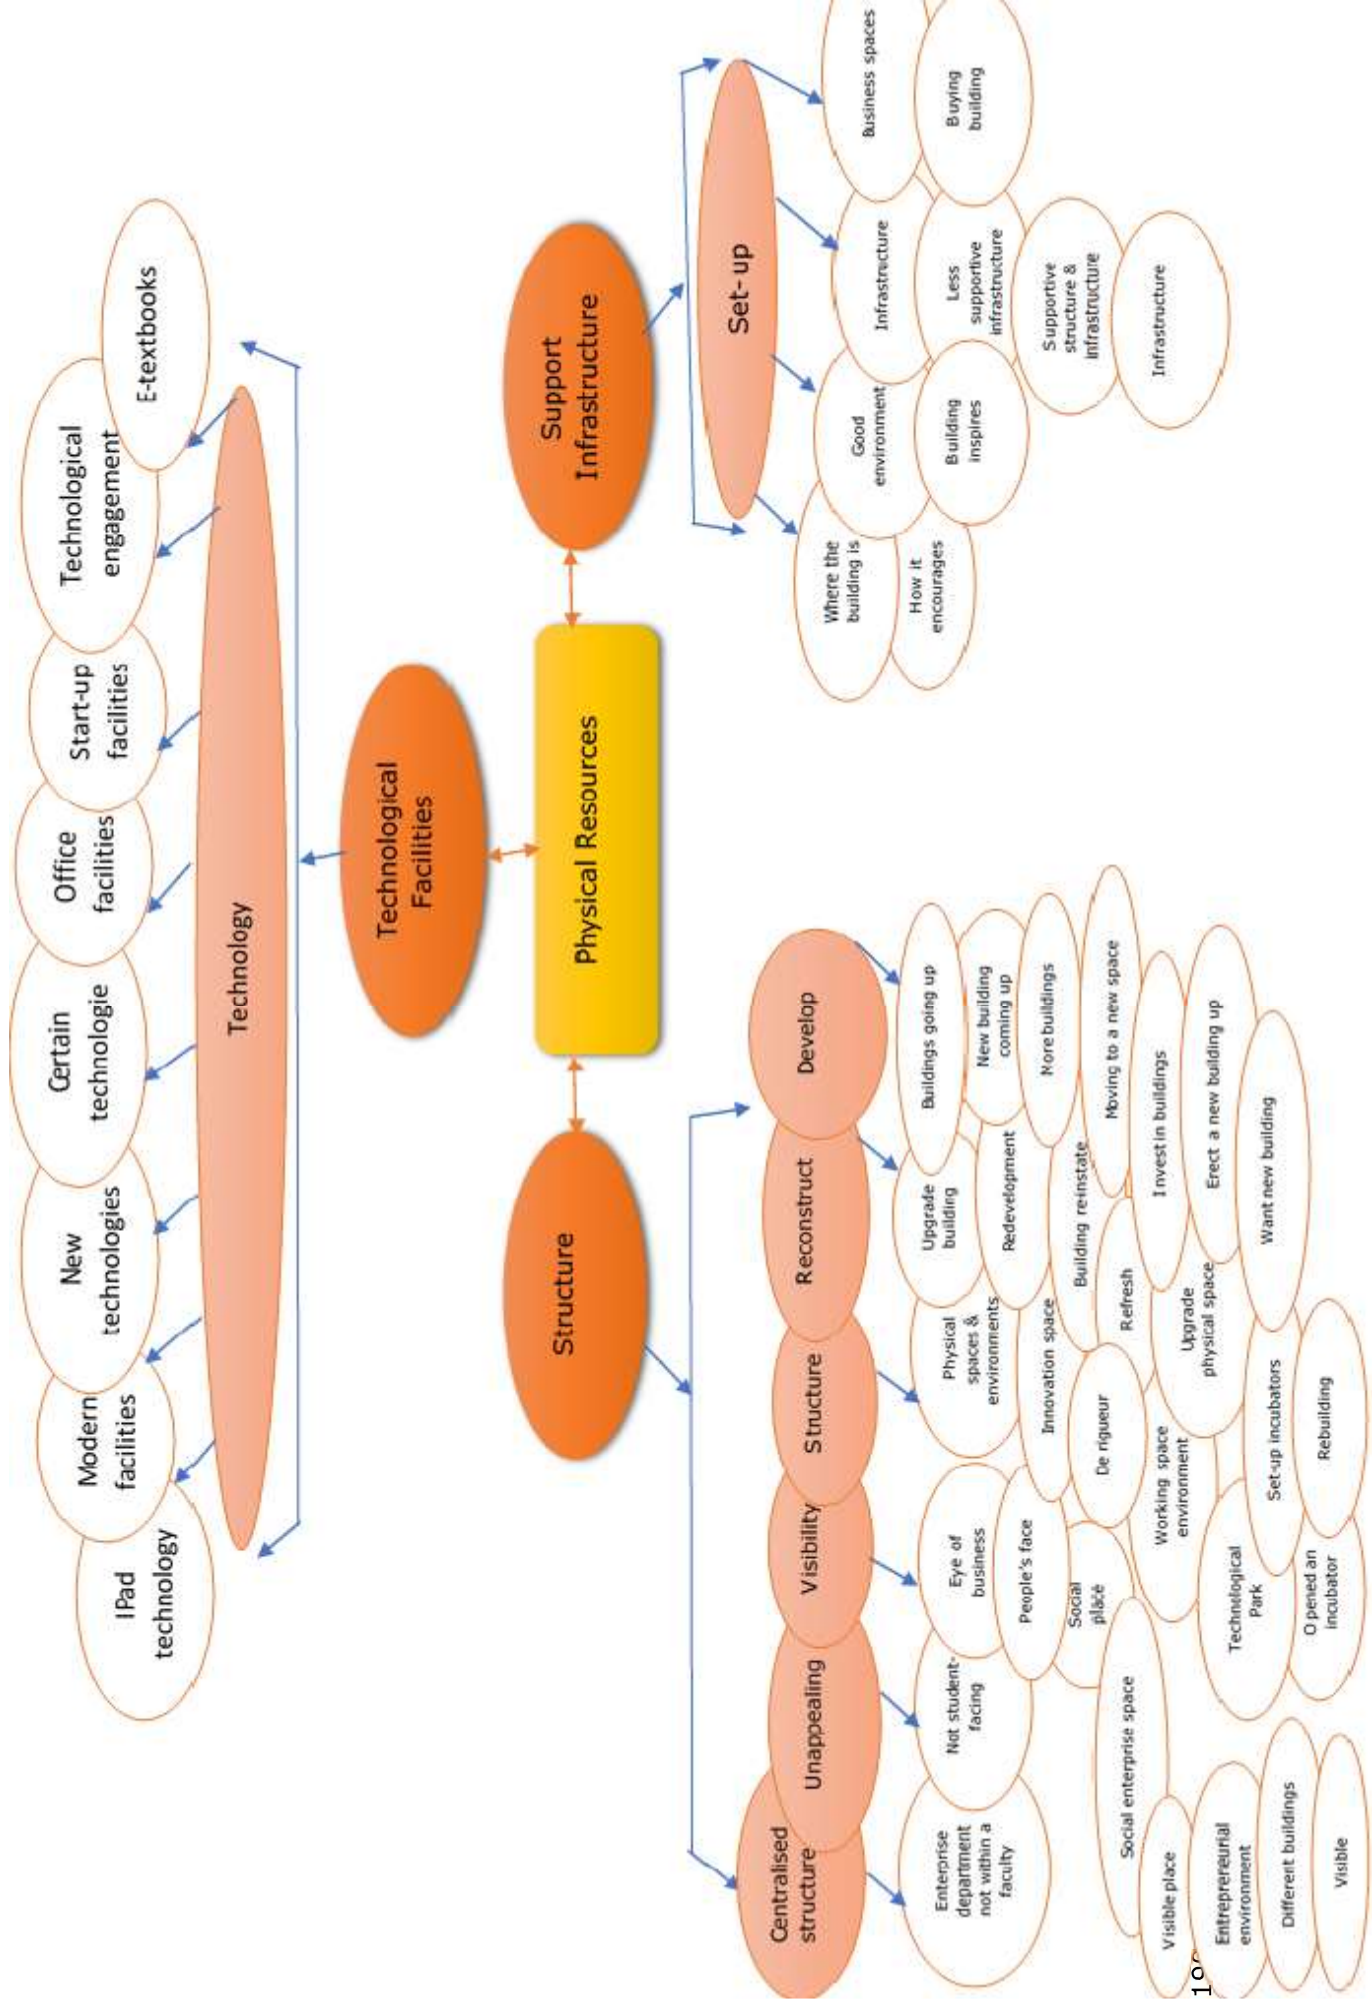 IPad
technology
Modern
facilities
New
technologies
Certain
technologie
Office
facilities
Start-up
facilities
Technological
engagement
E-textbooks
Technology
Technological
Facilities
Structure
Physical Resources
Support
Infrastructure
Centralised
structure
Unappealing
Visibility
Structure
Reconstruct
Develop
Set-up
Enterprise
department
not within a
faculty
Not student-
facing
Eye of
business
People's face
Social
place
Social enterprise space
Visible place
Entrepreneurial
environment
Different buildings
Visible
Physical
spaces &
environments
Innovation space
De rigueur
Working space
environment
Technological
Park
Opened an
incubator
Upgrade
building
Redevelopment
Building re-instate
Refresh
Upgrade
physical space
Set-up incubators
Rebuilding
Buildings going up
New building
coming up
More buildings
Moving to a new space
Invest in buildings
Erect a new building up
Want new building
Where the
building is
How it
encourages
Good
environment
Building
inspires
Infrastructure
Less
supportive
infrastructure
Supportive
structure &
infrastructure
Infrastructure
Business spaces
Buying
building